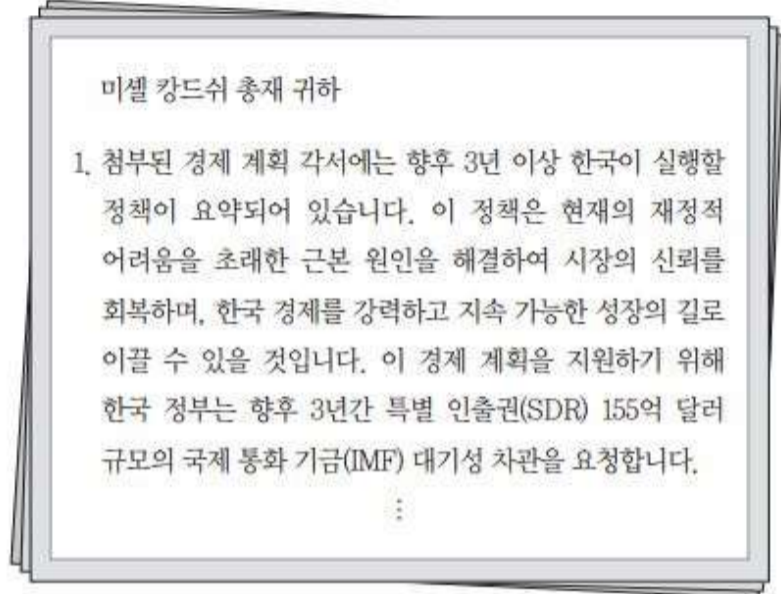 미셸 캉드쉬 총재 귀하
1. 첨부된 경제 계획 각서에는 향후 3년 이상 한국이 실행할
정책이 요약되어 있습니다. 이 정책은 현재의 재정적
어려움을 초래한 근본 원인을 해결하여 시장의 신뢰를
회복하며, 한국 경제를 강력하고 지속 가능한 성장의 길로
이끌 수 있을 것입니다. 이 경제 계획을 지원하기 위해
한국 정부는 향후 3년간 특별 인출권(SDR) 155억 달러
규모의 국제 통화 기금(IMF) 대기성 차관을 요청합니다.
⋮